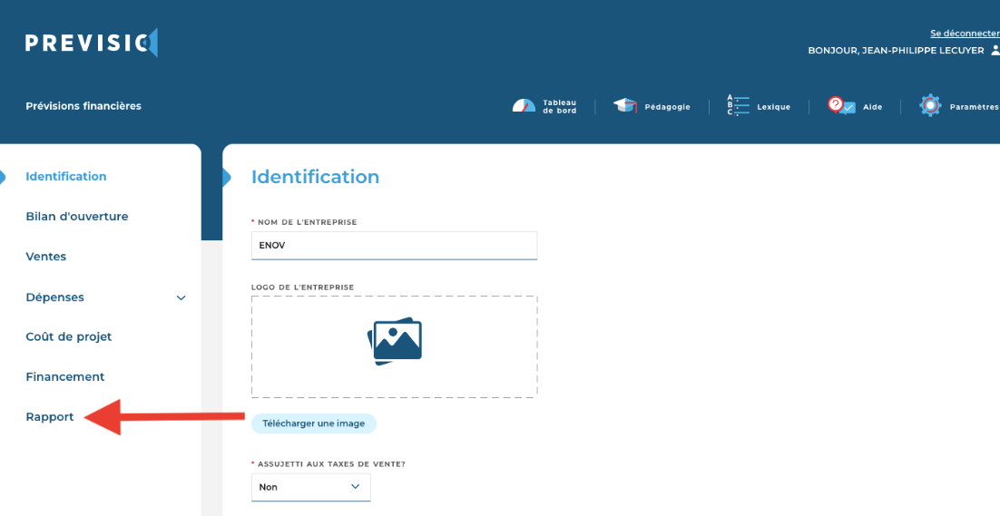 PREVISIO
Se déconnecter
BONJOUR, JEAN-PHILIPPE LECUYER
Prévisions financières
Tableau
de bord
Pédagogie
A
B
C
Lexique
?
Aide
Paramètres
Identification
Bilan d'ouverture
Ventes
Dépenses
Coût de projet
Financement
Rapport
Identification
* NOM DE L'ENTREPRISE
ENOV
LOGO DE L'ENTREPRISE
Télécharger une image
* ASSUJETTI AUX TAXES DE VENTE?
Non